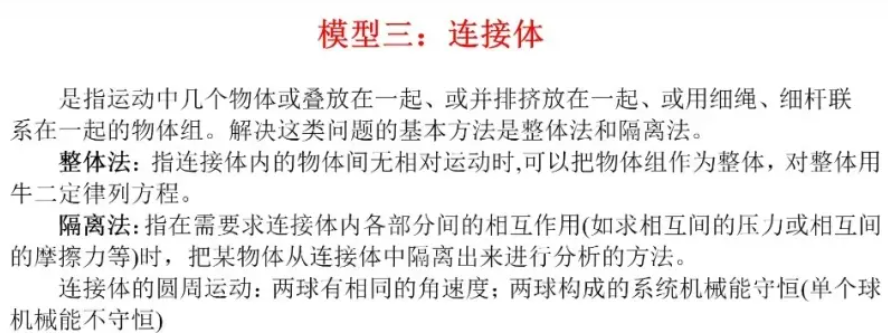 模型三：连接体
是指运动中几个物体或叠放在一起、或并排挤放在一起、或用细绳、细杆联
系在一起的物体组。解决这类问题的基本方法是整体法和隔离法。
整体法：指连接体内的物体间无相对运动时,可以把物体组作为整体，对整体用
牛二定律列方程。
隔离法:指在需要求连接体内各部分间的相互作用(如求相互间的压力或相互间
的摩擦力等)时，把某物体从连接体中隔离出来进行分析的方法。
连接体的圆周运动：两球有相同的角速度；两球构成的系统机械能守恒(单个球
机械能不守恒)